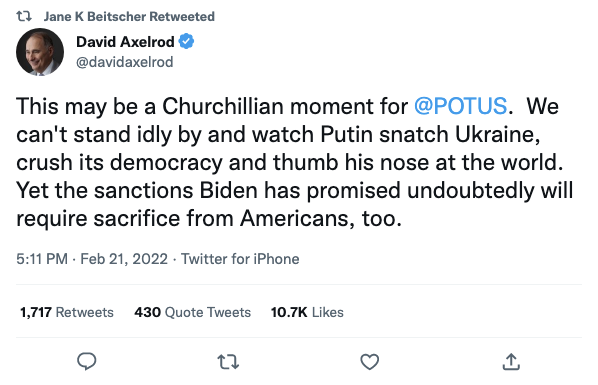 Jane K Beitscher Retweeted
David Axelrod
@davidaxelrod
This may be a Churchillian moment for @POTUS.  We
can't stand idly by and watch Putin snatch Ukraine,
crush its democracy and thumb his nose at the world.
Yet the sanctions Biden has promised undoubtedly will
require sacrifice from Americans, too.
5:11 PM · Feb 21, 2022 · Twitter for iPhone
1,717 Retweets 430 Quote Tweets 10.7K Likes